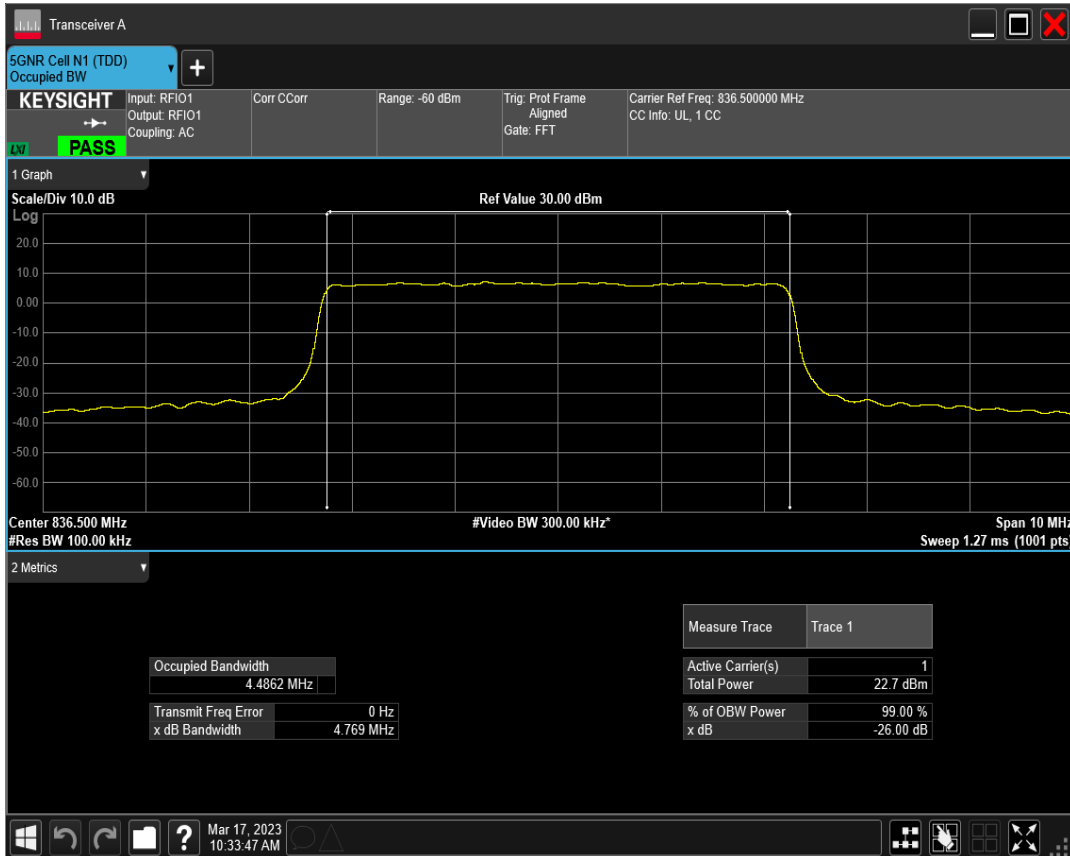 Transceiver A
5GNR Cell N1 (TDD)
Occupied BW
+
KEYSIGHT
LXI
PASS
Input: RFIO1
Output: RFIO1
Coupling: AC
Corr CCorr
Range: -60 dBm
Trig: Prot Frame
Aligned
Gate: FFT
Carrier Ref Freq: 836.500000 MHz
CC Info: UL, 1 CC
1 Graph
Scale/Div 10.0 dB
Ref Value 30.00 dBm
Log
20.0
10.0
0.00
-10.0
-20.0
-30.0
-40.0
-50.0
-60.0
Center 836.500 MHz
#Video BW 300.00 kHz*
Span 10 MHz
#Res BW 100.00 kHz
Sweep 1.27 ms (1001 pts)
2 Metrics
Measure Trace Trace 1
Occupied Bandwidth
4.4862 MHz
Active Carrier(s) 1
Total Power 22.7 dBm
Transmit Freq Error 0 Hz
x dB Bandwidth 4.769 MHz
% of OBW Power 99.00 %
x dB -26.00 dB
?
Mar 17, 2023
10:33:47 AM